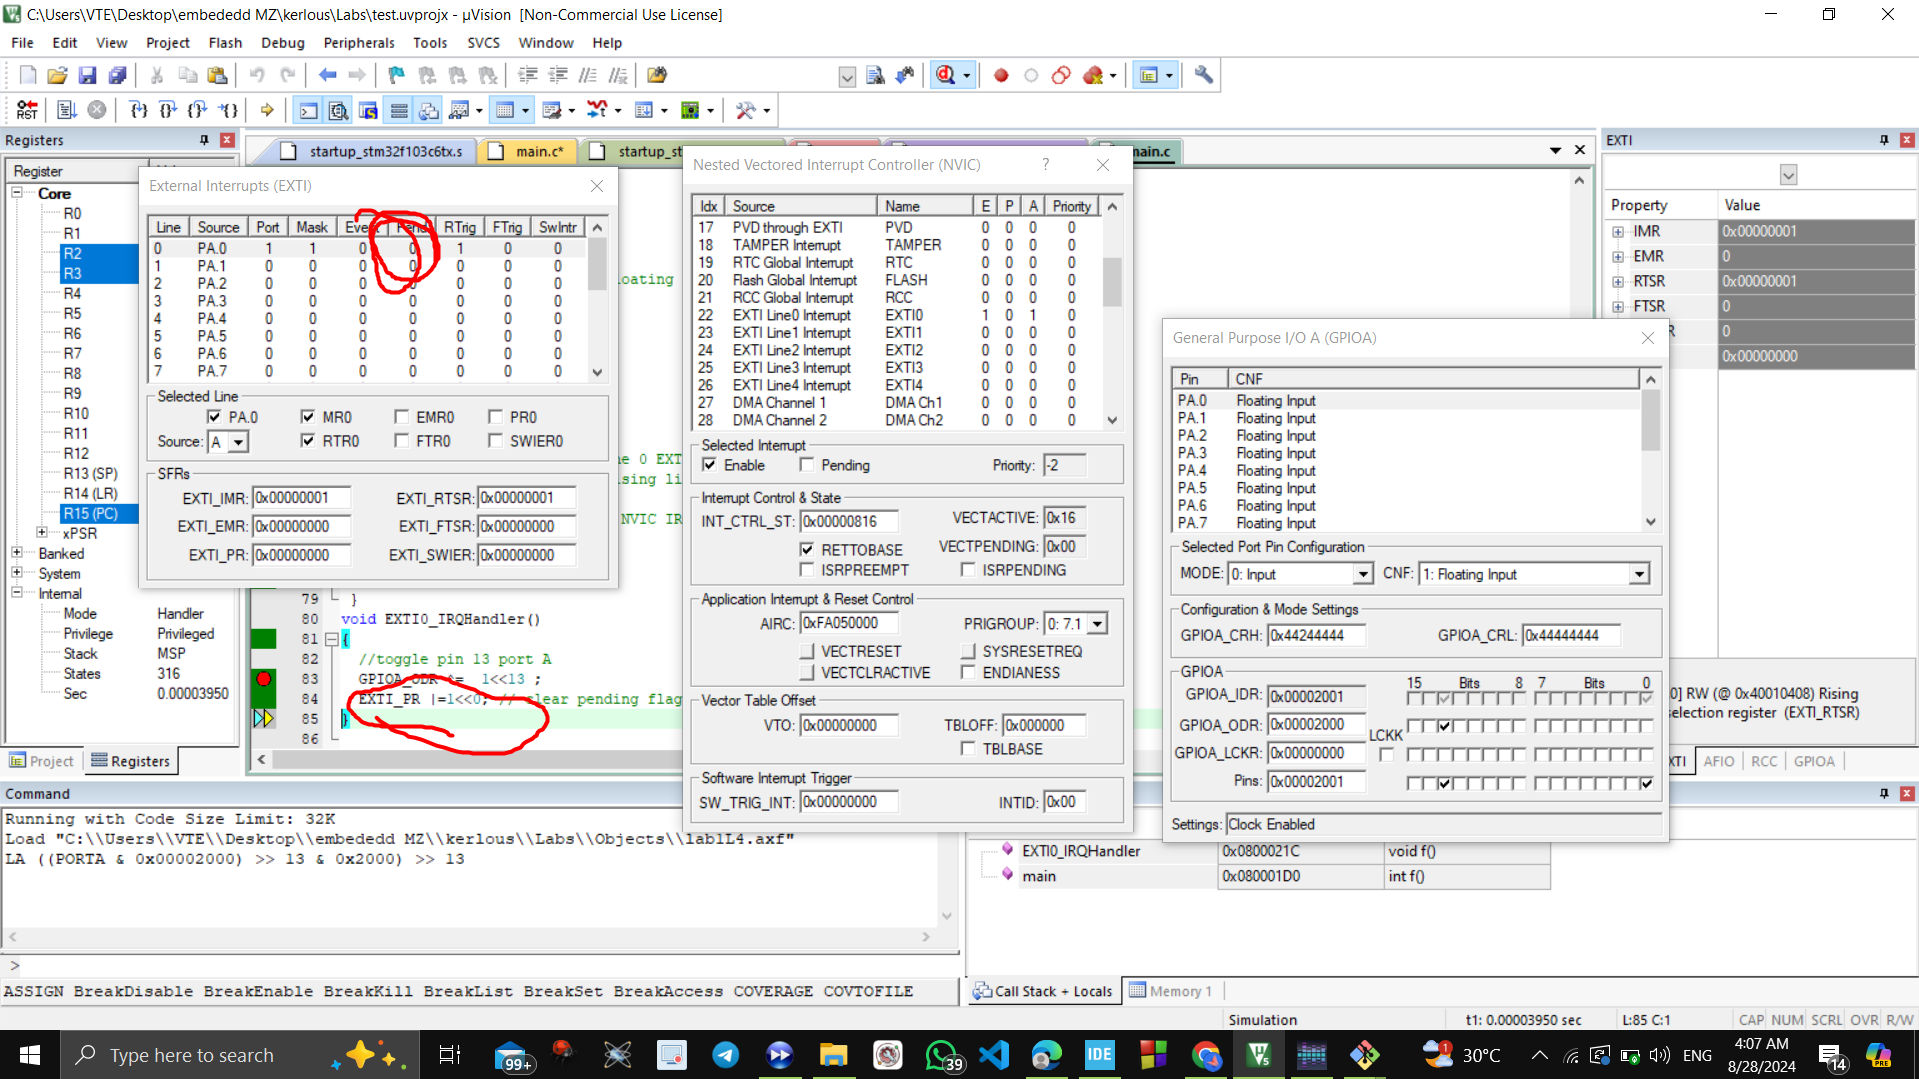 C:\Users\VTE\Desktop\embededd MZ\kerlous\Labs\test.uvprojx - µVision [Non-Commercial Use License]
File Edit View Project Flash Debug Peripherals Tools SVCS Window Help
Registers
Register
Core
R0
R1
R2
R3
R4
R5
R6
R7
R8
R9
R10
R11
R12
R13 (SP)
R14 (LR)
R15 (PC)
xPSR
Banked
System
Internal
Mode Handler
Privilege Privileged
Stack MSP
States 316
Sec 0.00003950
Project Registers
startup_stm32f103c6tx.s main.c* startup_st main.c
External Interrupts (EXTI)
Line Source Port Mask Event Pend RTrig FTrig SwIntr
0 PA.0 1 1 0 0 1 0 0
1 PA.1 0 0 0 0 0 0 0
2 PA.2 0 0 0 0 0 0
3 PA.3 0 0 0 0 0 0 0
4 PA.4 0 0 0 0 0 0 0
5 PA.5 0 0 0 0 0 0 0
6 PA.6 0 0 0 0 0 0 0
7 PA.7 0 0 0 0 0 0 0
Selected Line
PA.0 MR0 EMR0 PR0
Source: A RTR0 FTR0 SWIER0
SFRs
EXTI_IMR: 0x00000001 EXTI_RTSR: 0x00000001
EXTI_EMR: 0x00000000 EXTI_FTSR: 0x00000000
EXTI_PR: 0x00000000 EXTI_SWIER: 0x00000000
loating
ne 0 EXT
ising li
NVIC IR
79 }
80 void EXTI0_IRQHandler()
81 {
82 //toggle pin 13 port A
83 GPIOA_ODR ^= 1<<13 ;
84 EXTI_PR |=1<<0; // clear pending flag
85 }
86
Nested Vectored Interrupt Controller (NVIC) ?
Idx Source Name E P A Priority
17 PVD through EXTI PVD 0 0 0 0
18 TAMPER Interrupt TAMPER 0 0 0 0
19 RTC Global Interrupt RTC 0 0 0 0
20 Flash Global Interrupt FLASH 0 0 0 0
21 RCC Global Interrupt RCC 0 0 0 0
22 EXTI Line0 Interrupt EXTI0 1 0 1 0
23 EXTI Line1 Interrupt EXTI1 0 0 0 0
24 EXTI Line2 Interrupt EXTI2 0 0 0 0
25 EXTI Line3 Interrupt EXTI3 0 0 0 0
26 EXTI Line4 Interrupt EXTI4 0 0 0 0
27 DMA Channel 1 DMA Ch1 0 0 0 0
28 DMA Channel 2 DMA Ch2 0 0 0 0
Selected Interrupt
Enable Pending Priority: -2
Interrupt Control & State
INT_CTRL_ST: 0x00000816 VECTACTIVE: 0x16
RETTOBASE VECTPENDING: 0x00
ISRPREEMPT ISRPENDING
Application Interrupt & Reset Control
AIRC: 0xFA050000 PRIGROUP: 0: 7.1
VECTRESET SYSRESETREQ
VECTCLRACTIVE ENDIANESS
Vector Table Offset
VTO: 0x00000000 TBLOFF: 0x000000
TBLBASE
Software Interrupt Trigger
SW_TRIG_INT: 0x00000000 INTID: 0x00
General Purpose I/O A (GPIOA)
Pin CNF
PA.0 Floating Input
PA.1 Floating Input
PA.2 Floating Input
PA.3 Floating Input
PA.4 Floating Input
PA.5 Floating Input
PA.6 Floating Input
PA.7 Floating Input
Selected Port Pin Configuration
MODE: 0: Input CNF: 1: Floating Input
Configuration & Mode Settings
GPIOA_CRH: 0x44244444 GPIOA_CRL: 0x44444444
GPIOA
15 Bits 8 7 Bits 0
GPIOA_IDR: 0x00002001
GPIOA_ODR: 0x00002000
LCKK
GPIOA_LCKR: 0x00000000
Pins: 0x00002001
Settings: Clock Enabled
EXTI
Property Value
IMR 0x00000001
EMR 0
RTSR 0x00000001
FTSR 0
R 0
0x00000000
0] RW (@ 0x40010408) Rising
selection register (EXTI_RTSR)
XTI AFIO RCC GPIOA
Command
Running with Code Size Limit: 32K
Load "C:\\Users\\VTE\\Desktop\\embededd MZ\\kerlous\\Labs\\Objects\\lab1L4.axf"
LA ((PORTA & 0x00002000) >> 13 & 0x2000) >> 13
>
ASSIGN BreakDisable BreakEnable BreakKill BreakList BreakSet BreakAccess COVERAGE COVTOFILE
EXTI0_IRQHandler 0x0800021C void f()
main 0x080001D0 int f()
Call Stack + Locals Memory 1
Simulation t1: 0.00003950 sec L:85 C:1 CAP NUM SCRL OVR R/W
Type here to search 99+ 39 IDE 1 30°C ENG 4:07 AM 14 PRE
8/28/2024